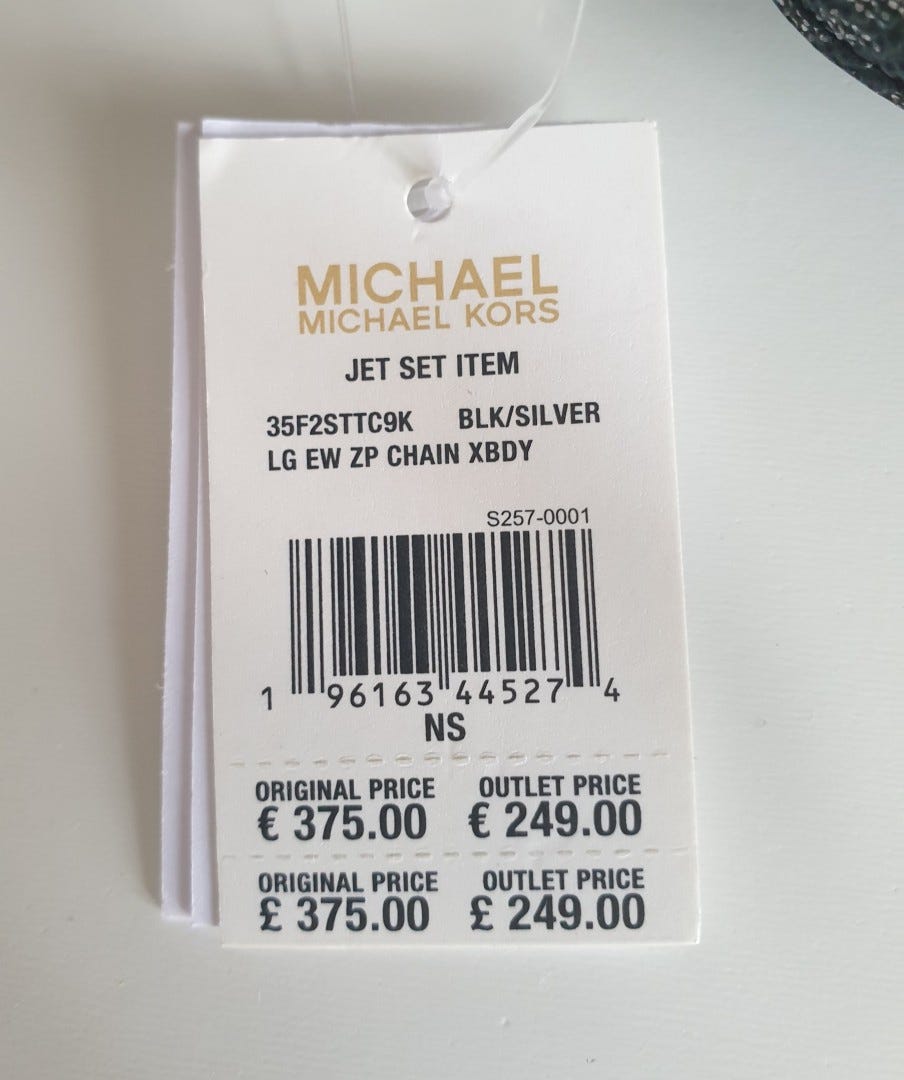 MICHAEL
MICHAEL KORS
JET SET ITEM
35F2STTC9K BLK/SILVER
LG EW ZP CHAIN XBDY
S257-0001
1 96163 44527 4
NS
ORIGINAL PRICE OUTLET PRICE
€ 375.00 € 249.00
ORIGINAL PRICE OUTLET PRICE
£ 375.00 £ 249.00